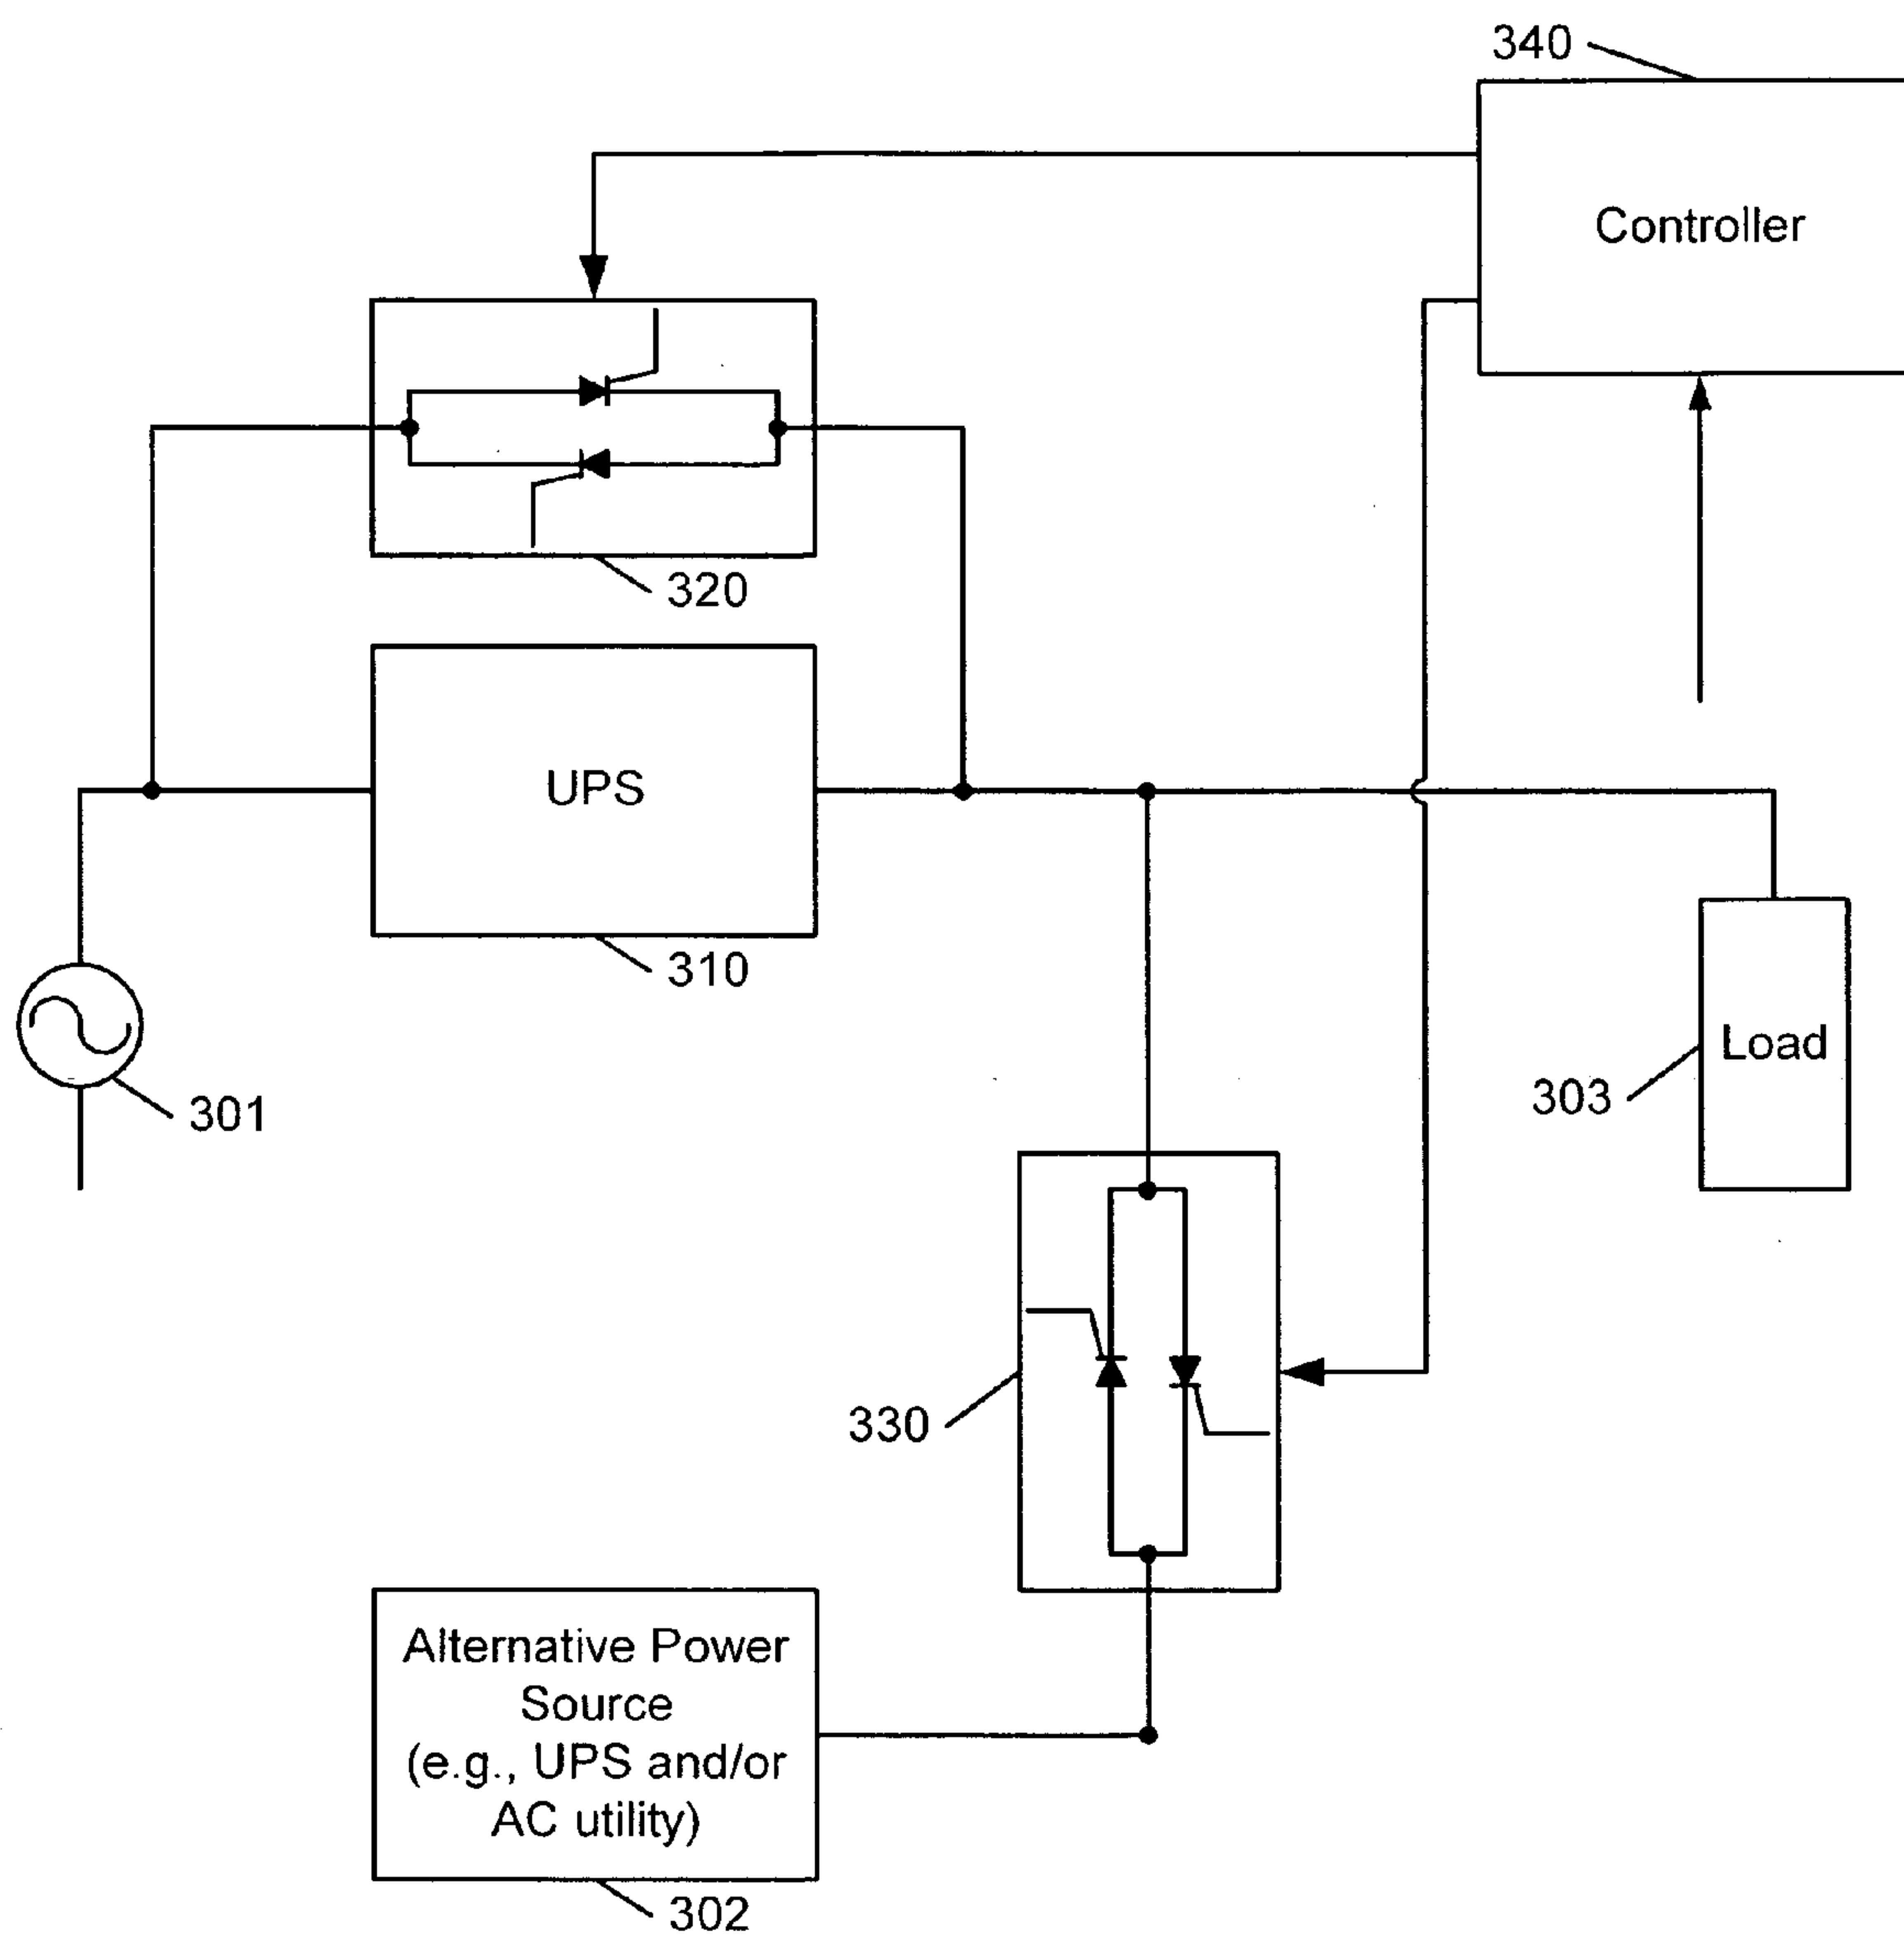 340
Controller
320
UPS
310
301
Load
303
330
Alternative Power
Source
(e.g., UPS and/or
AC utility)
302